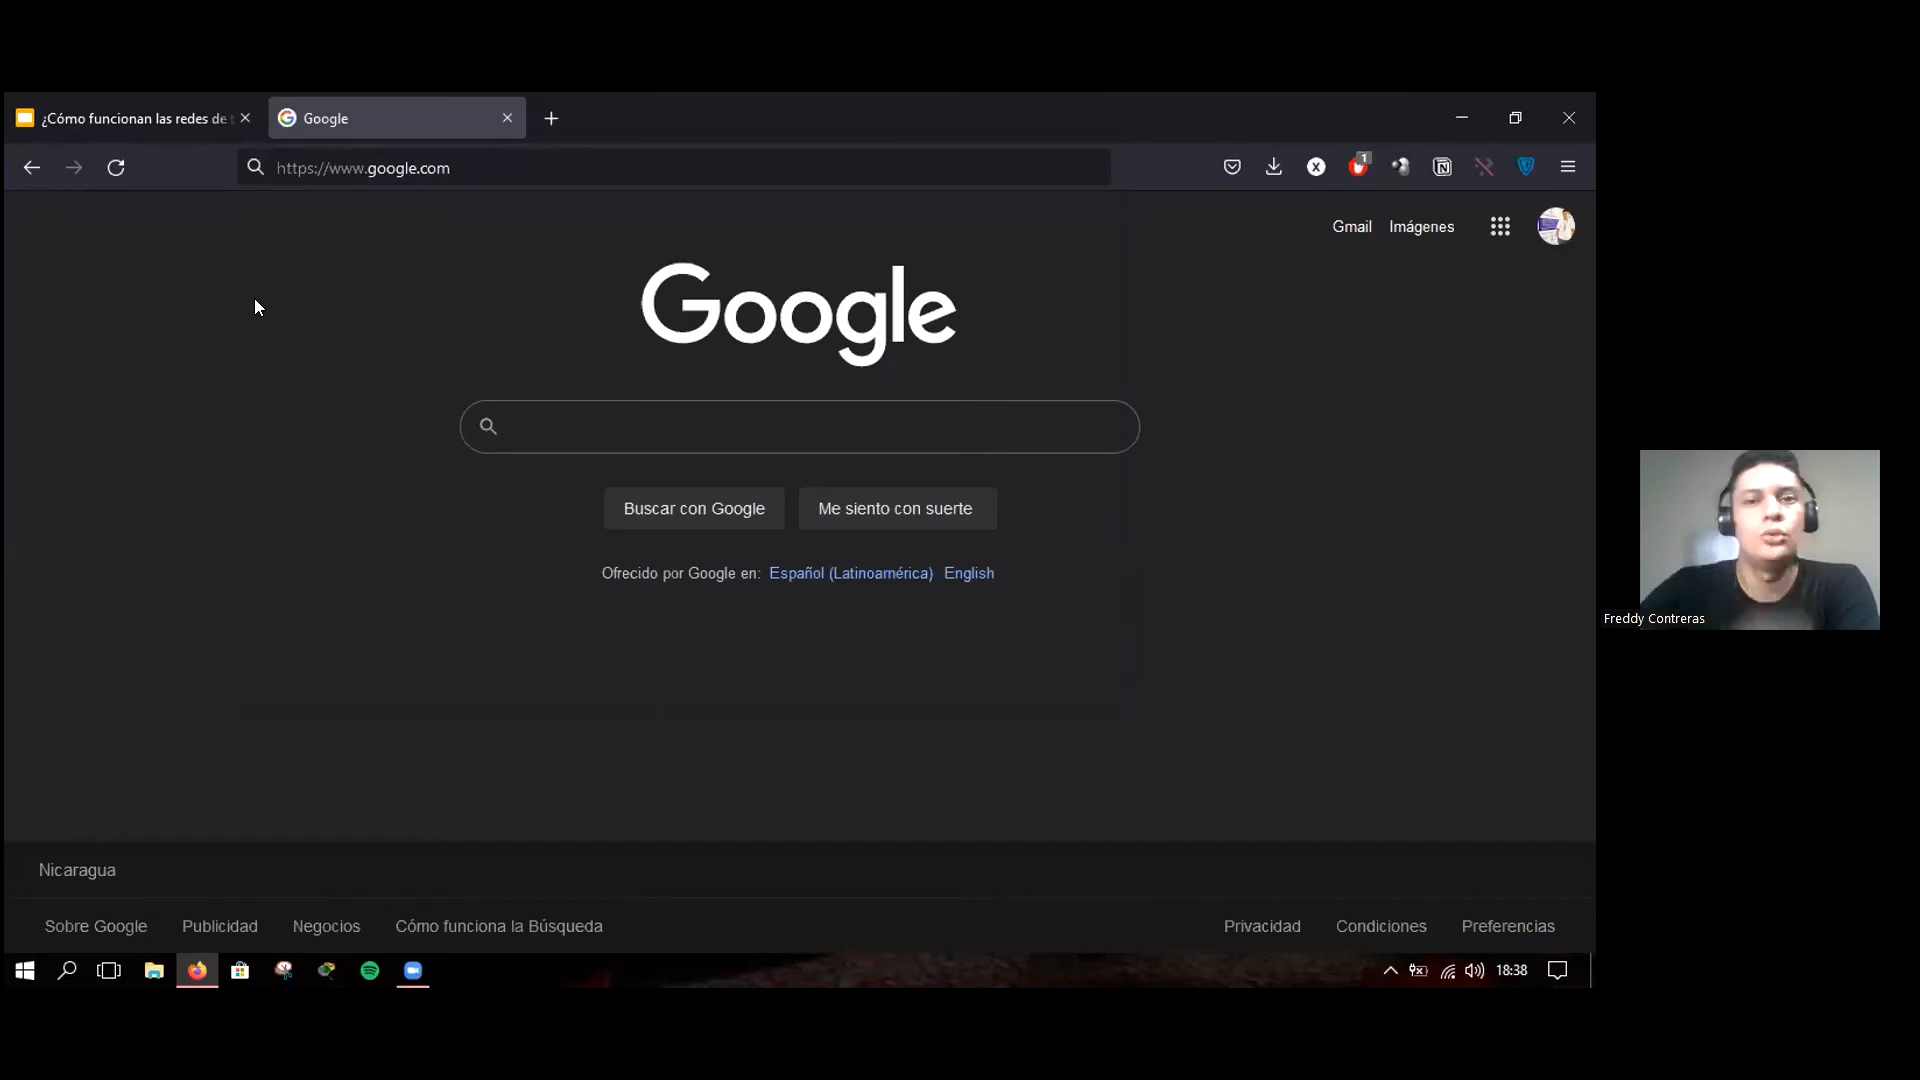 ¿Cómo funcionan las redes de t
Google
https://www.google.com
1
Gmail Imágenes
Google
Buscar con Google Me siento con suerte
Ofrecido por Google en: Español (Latinoamérica) English
Freddy Contreras
Nicaragua
Sobre Google Publicidad Negocios Cómo funciona la Búsqueda Privacidad Condiciones Preferencias
18:38